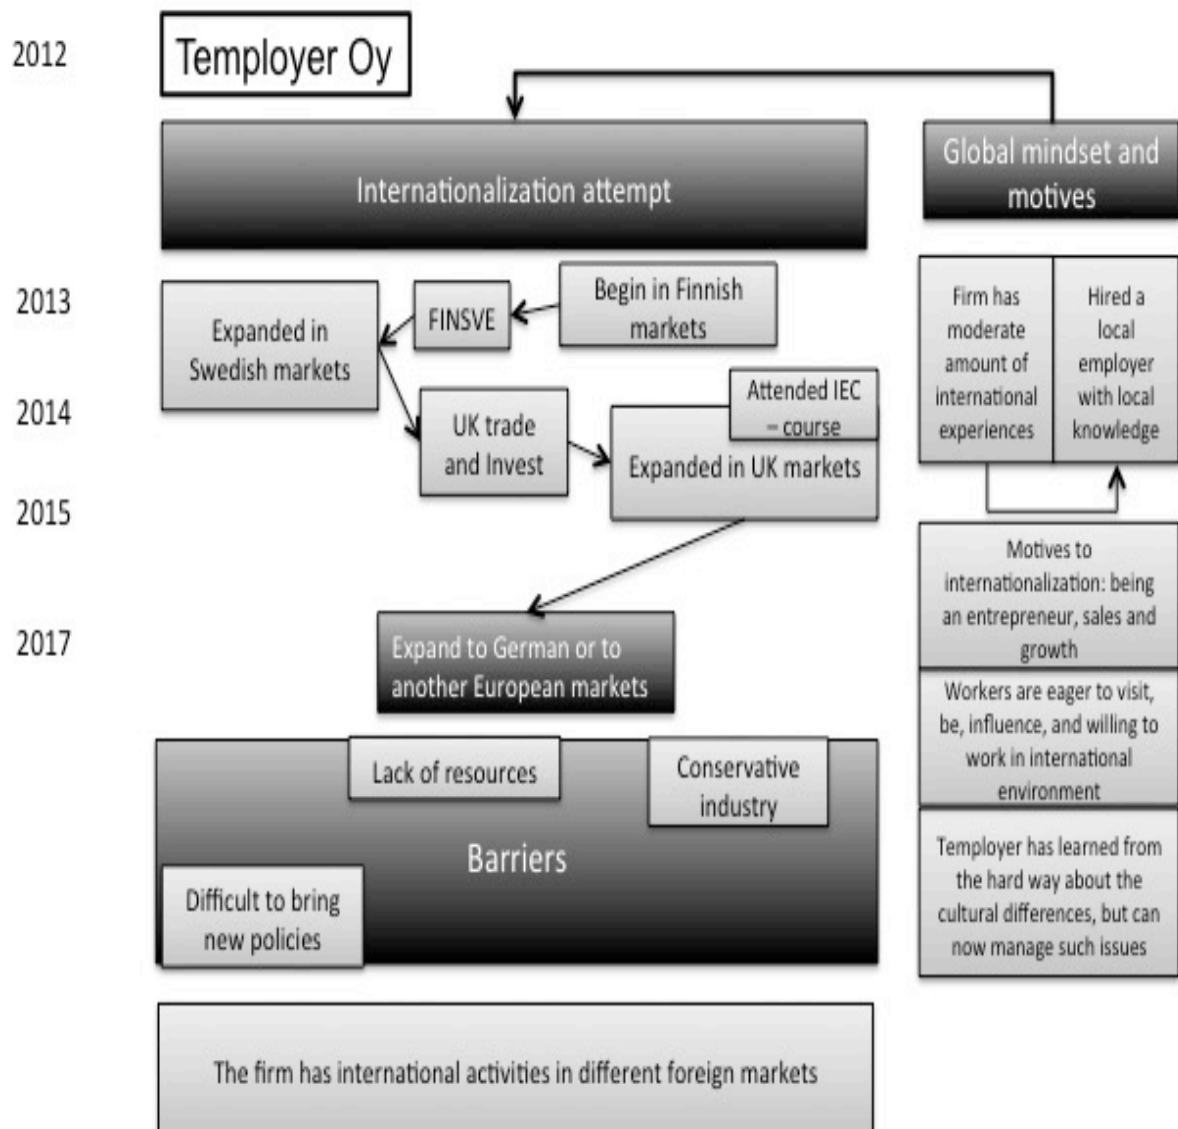 2012
Temployer Oy
Internationalization attempt
Global mindset and
motives
2013
Expanded in
Swedish markets
FINSVE
Begin in Finnish
markets
Firm has
moderate
amount of
international
experiences
Hired a
local
employer
with local
knowledge
2014
UK trade
and Invest
Attended IEC
– course
Expanded in UK markets
2015
Motives to
internationalization: being
an entrepreneur, sales and
growth
2017
Expand to German or to
another European markets
Workers are eager to visit,
be, influence, and willing to
work in international
environment
Lack of resources
Conservative
industry
Barriers
Difficult to bring
new policies
Temployer has learned from
the hard way about the
cultural differences, but can
now manage such issues
The firm has international activities in different foreign markets